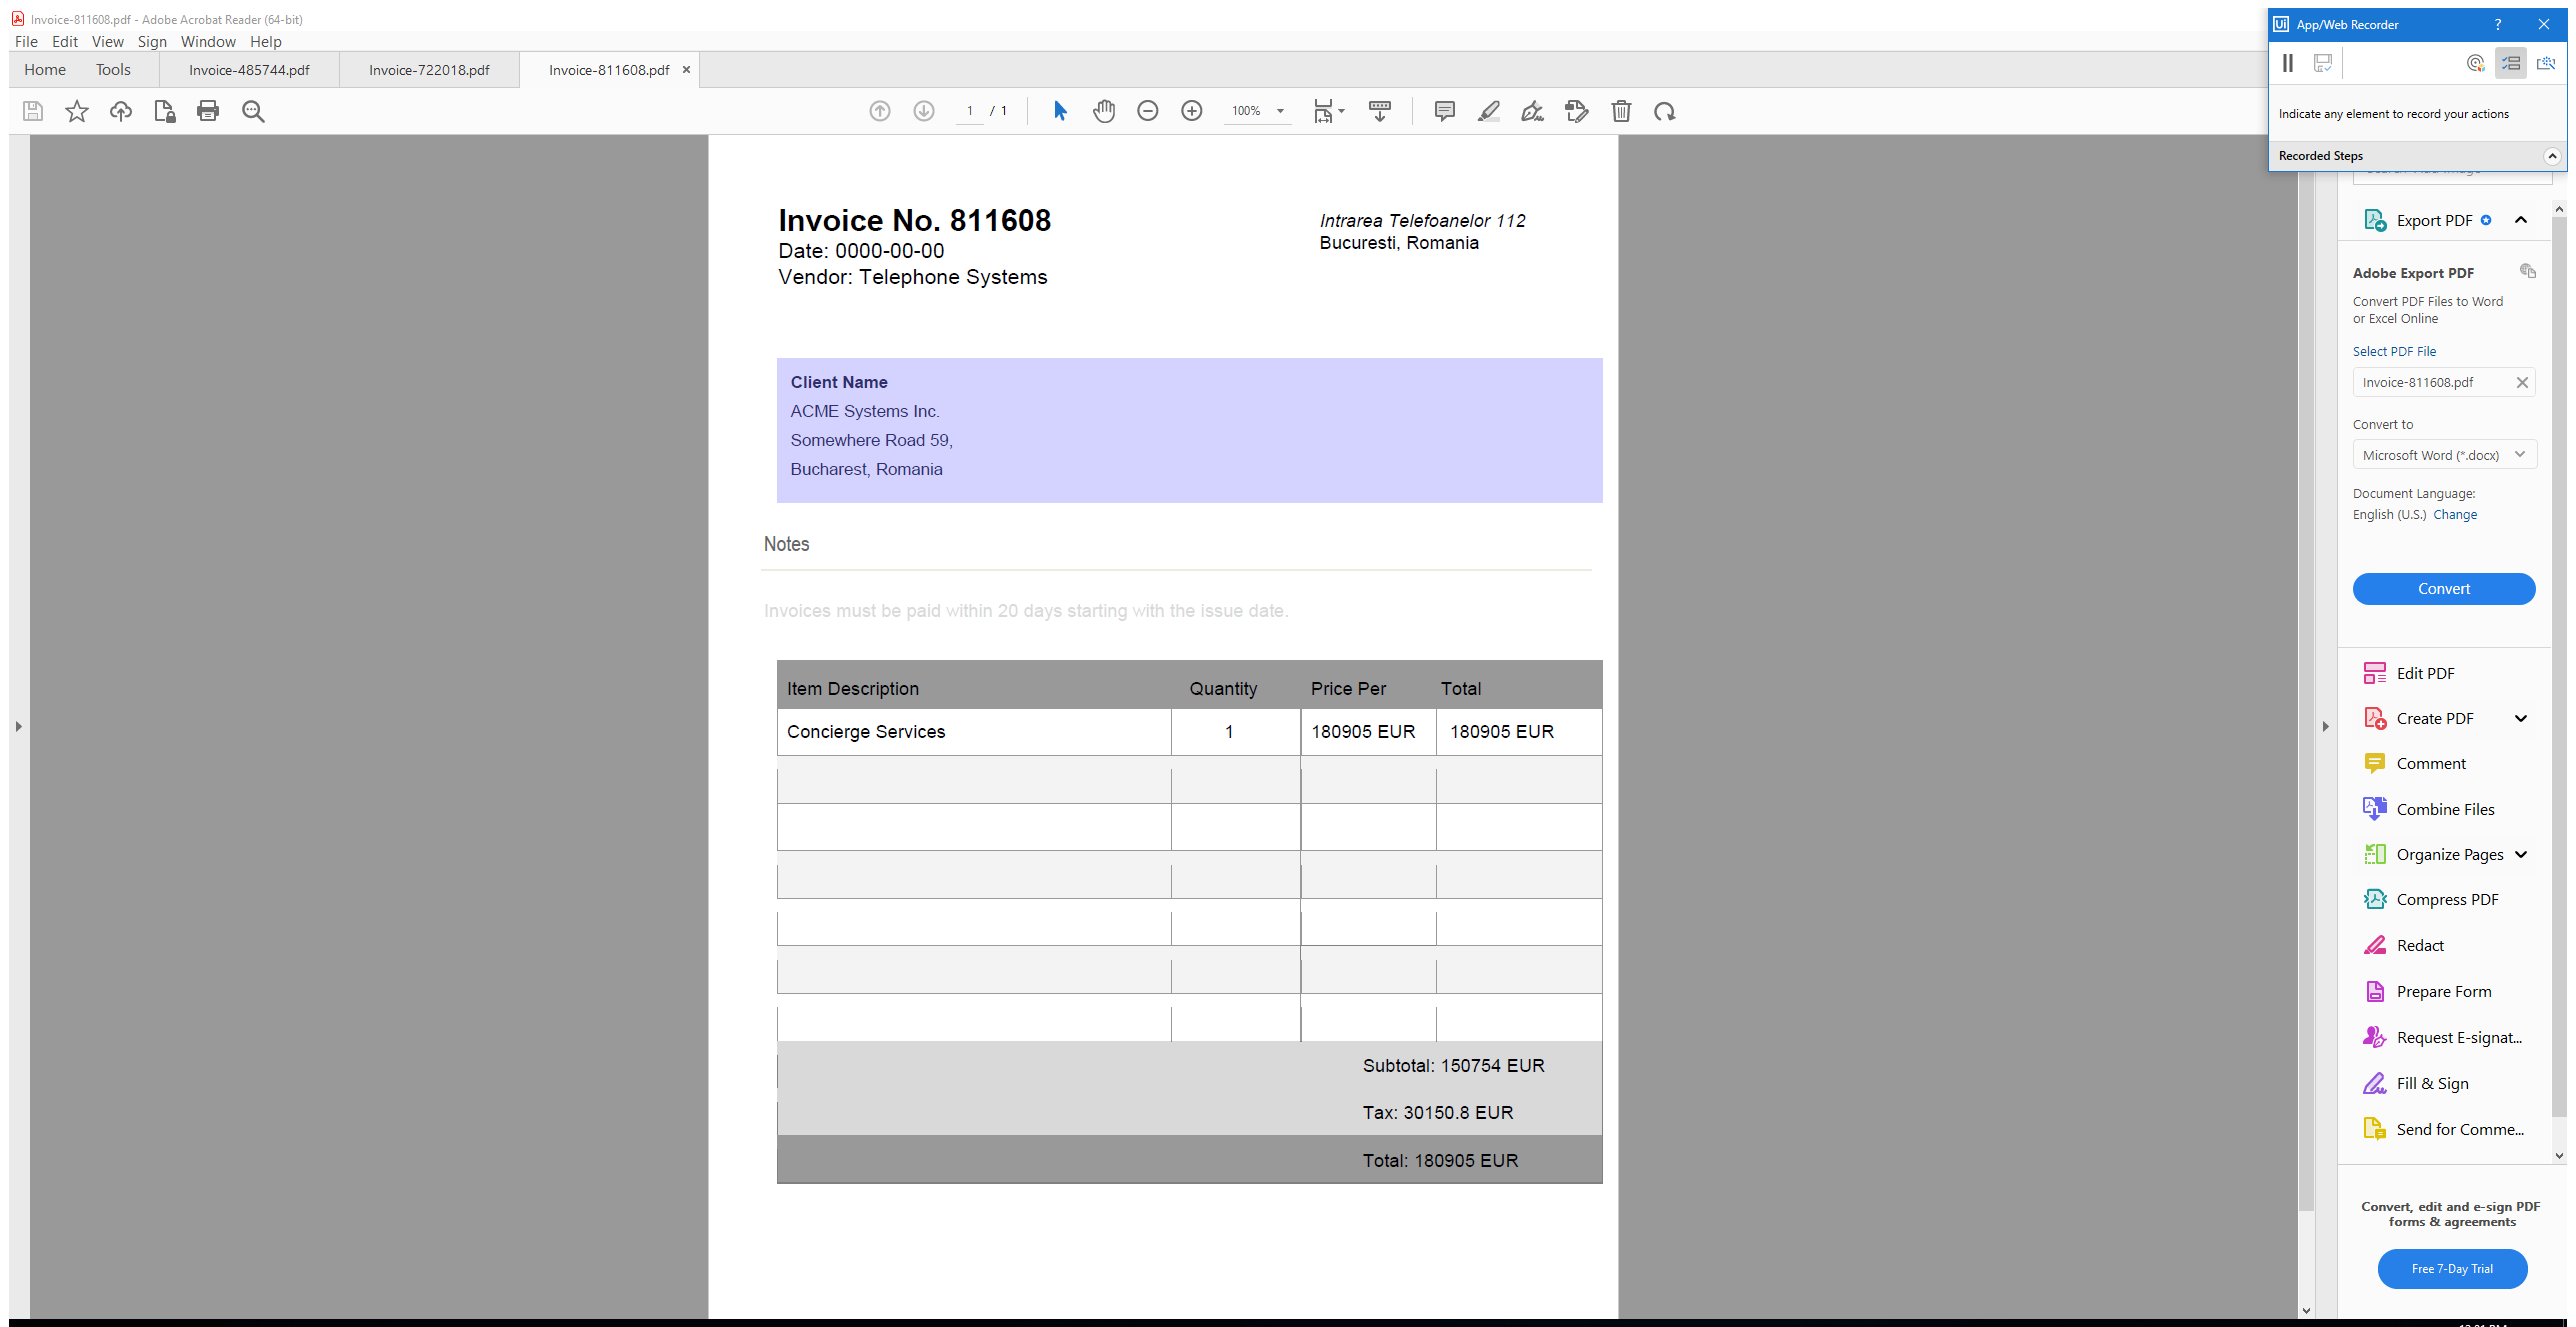 Invoice-811608.pdf - Adobe Acrobat Reader (64-bit)
File Edit View Sign Window Help
Home Tools Invoice-485744.pdf Invoice-722018.pdf Invoice-811608.pdf
1 / 1 100%
Ui App/Web Recorder ?
Indicate any element to record your actions
Recorded Steps
Invoice No. 811608
Date: 0000-00-00
Vendor: Telephone Systems
Intrarea Telefoanelor 112
Bucuresti, Romania
Client Name
ACME Systems Inc.
Somewhere Road 59,
Bucharest, Romania
Notes
Invoices must be paid within 20 days starting with the issue date.
Item Description Quantity Price Per Total
Concierge Services 1 180905 EUR 180905 EUR
Subtotal: 150754 EUR
Tax: 30150.8 EUR
Total: 180905 EUR
Export PDF
Adobe Export PDF
Convert PDF Files to Word
or Excel Online
Select PDF File
Invoice-811608.pdf
Convert to
Microsoft Word (*.docx)
Document Language:
English (U.S.) Change
Convert
Edit PDF
Create PDF
Comment
Combine Files
Organize Pages
Compress PDF
Redact
Prepare Form
Request E-signat...
Fill & Sign
Send for Comme...
Convert, edit and e-sign PDF
forms & agreements
Free 7-Day Trial